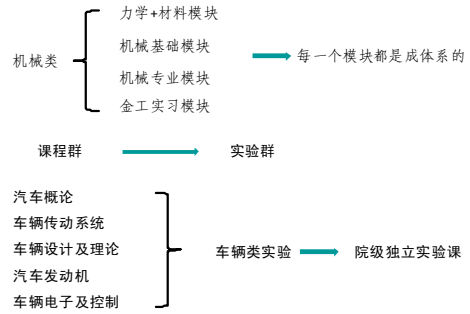 力学+材料模块
机械基础模块
机械类
每一个模块都是成体系的
机械专业模块
金工实习模块
课程群
实验群
汽车概论
车辆传动系统
车辆设计及理论
车辆类实验
院级独立实验课
汽车发动机
车辆电子及控制